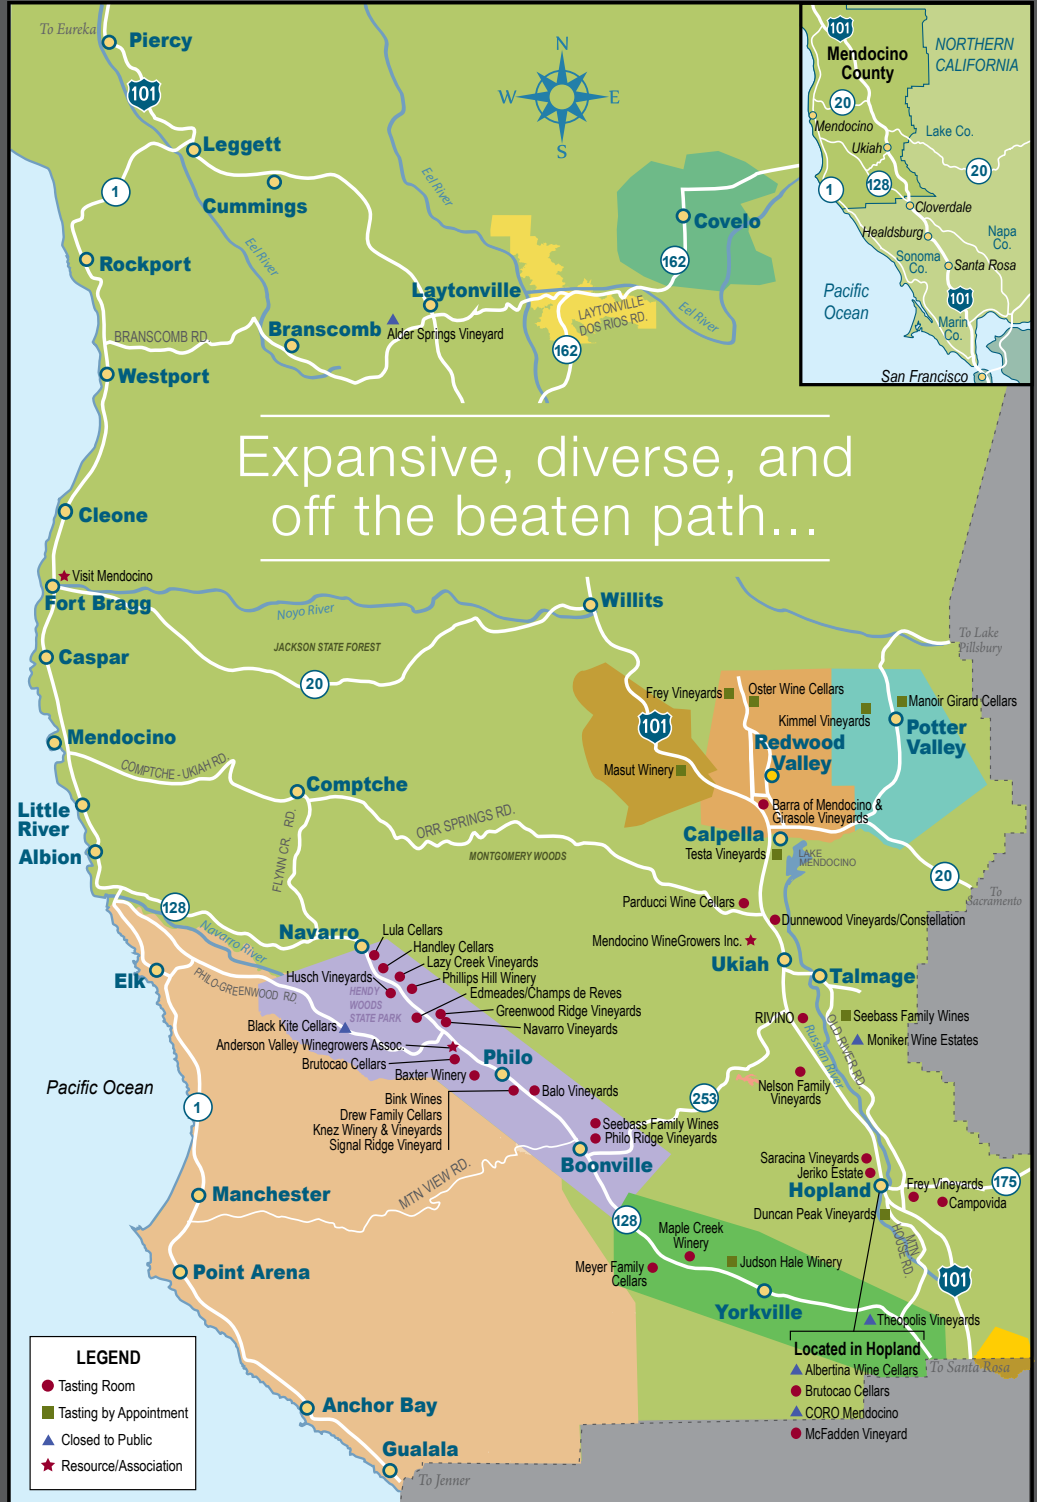 To Eureka
Piercy
101
Leggett
1
Cummings
Rockport
Eel River
Eel River
N
W
E
S
Covelo
162
Laytonville
LAYTONVILLE
DOS RIOS RD.
Eel River
162
BRANSCOMB RD.
Branscomb
Alder Springs Vineyard
Westport
101
Mendocino
County
NORTHERN
CALIFORNIA
20
Mendocino
Lake Co.
Ukiah
20
1
128
Cloverdale
Healdsburg
Napa
Co.
Sonoma
Co.
Santa Rosa
Pacific
Ocean
101
Marin
Co.
San Francisco
Expansive, diverse, and
off the beaten path...
Cleone
Visit Mendocino
Fort Bragg
Noyo River
Willits
JACKSON STATE FOREST
To Lake
Pillsbury
Caspar
20
Frey Vineyards
Oster Wine Cellars
Manoir Girard Cellars
Kimmel Vineyards
101
Potter
Valley
Redwood
Valley
Masut Winery
Mendocino
COMPTCHE - UKIAH RD.
Comptche
Little
River
Barra of Mendocino &
Girasole Vineyards
ORR SPRINGS RD.
FLYNN CR. RD.
Calpella
Albion
MONTGOMERY WOODS
Testa Vineyards
LAKE
MENDOCINO
20
To
Sacramento
128
Navarro River
Parducci Wine Cellars
Dunnewood Vineyards/Constellation
Navarro
Lula Cellars
Handley Cellars
Lazy Creek Vineyards
Mendocino WineGrowers Inc.
Ukiah
Talmage
Elk
PHILO-GREENWOOD RD.
Husch Vineyards
Phillips Hill Winery
HENDY
WOODS
STATE PARK
Edmeades/Champs de Reves
Greenwood Ridge Vineyards
Navarro Vineyards
Black Kite Cellars
Anderson Valley Winegrowers Assoc.
RIVINO
Seebass Family Wines
Moniker Wine Estates
Russian River
OLD RIVER RD.
Brutocao Cellars
Philo
Baxter Winery
Balo Vineyards
Bink Wines
Drew Family Cellars
Knez Winery & Vineyards
Signal Ridge Vineyard
Nelson Family
Vineyards
253
Pacific Ocean
1
Seebass Family Wines
Philo Ridge Vineyards
Boonville
Saracina Vineyards
Jeriko Estate
Hopland
Frey Vineyards
175
Campovida
Manchester
MTN VIEW RD.
Duncan Peak Vineyards
MTN.
HOUSE RD.
128
Maple Creek
Winery
Meyer Family
Cellars
Judson Hale Winery
101
Point Arena
Yorkville
Theopolis Vineyards
Located in Hopland
Albertina Wine Cellars
Brutocao Cellars
CORO Mendocino
McFadden Vineyard
To Santa Rosa
LEGEND
Tasting Room
Tasting by Appointment
Closed to Public
Resource/Association
Anchor Bay
Gualala
To Jenner